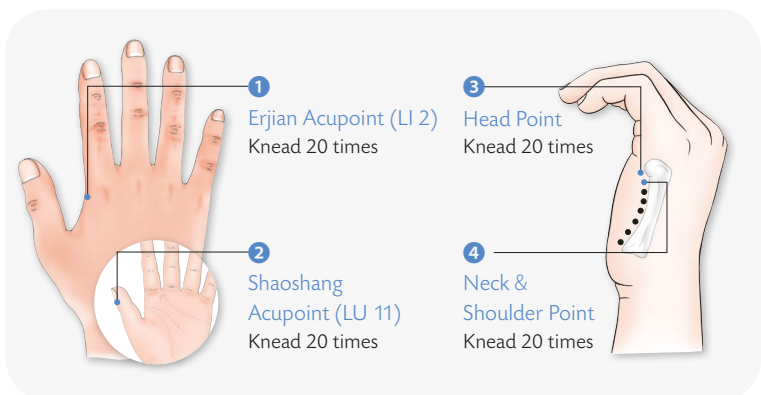 1
Erjian Acupoint (LI 2)
Knead 20 times
2
Shaoshang
Acupoint (LU 11)
Knead 20 times
3
Head Point
Knead 20 times
4
Neck &
Shoulder Point
Knead 20 times